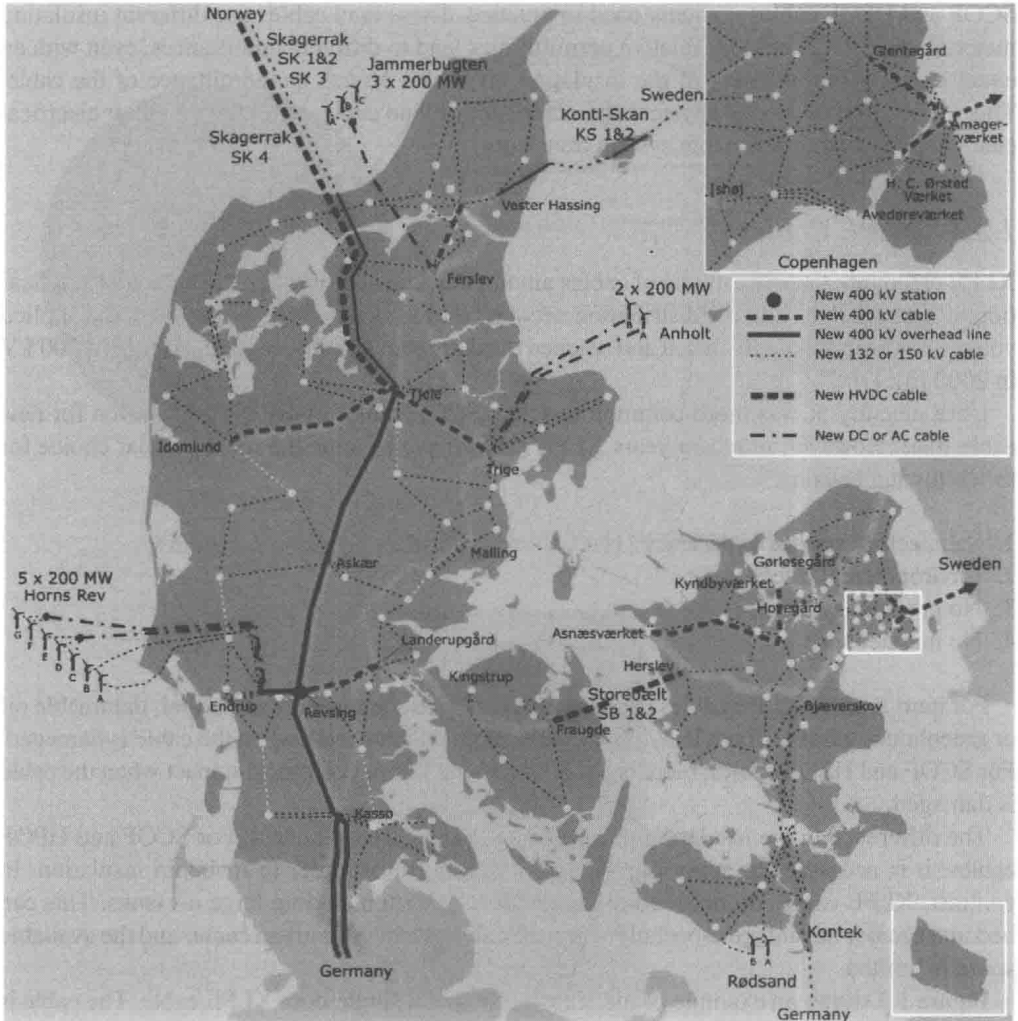 Norway
Skagerrak
SK 1&2
SK 3
Jammerbugten
3 x 200 MW
A
B
C
Skagerrak
SK 4
Konti-Skan
KS 1&2
Vester Hassing
Ferslev
2 x 200 MW
Anholt
Tjele
Idomlund
Trige
Askær
Malling
5 x 200 MW
Horns Rev
G
F
E
D
C
B
A
Landerupgård
Kingstrup
Endrup
Revsing
Fraugde
Kasso
Germany
Gørløsegård
Kyndbyværket
Hovegård
Sweden
Asnæsværket
Herslev
Storebælt
SB 1&2
Bjæverskov
B
A
Rødsand
Kontek
Germany
Glentegård
Sweden
Amager-
værket
[shø]
H. C. Ørsted
Værket
Avedøreværket
Copenhagen
New 400 kV station
New 400 kV cable
New 400 kV overhead line
New 132 or 150 kV cable
New HVDC cable
New DC or AC cable